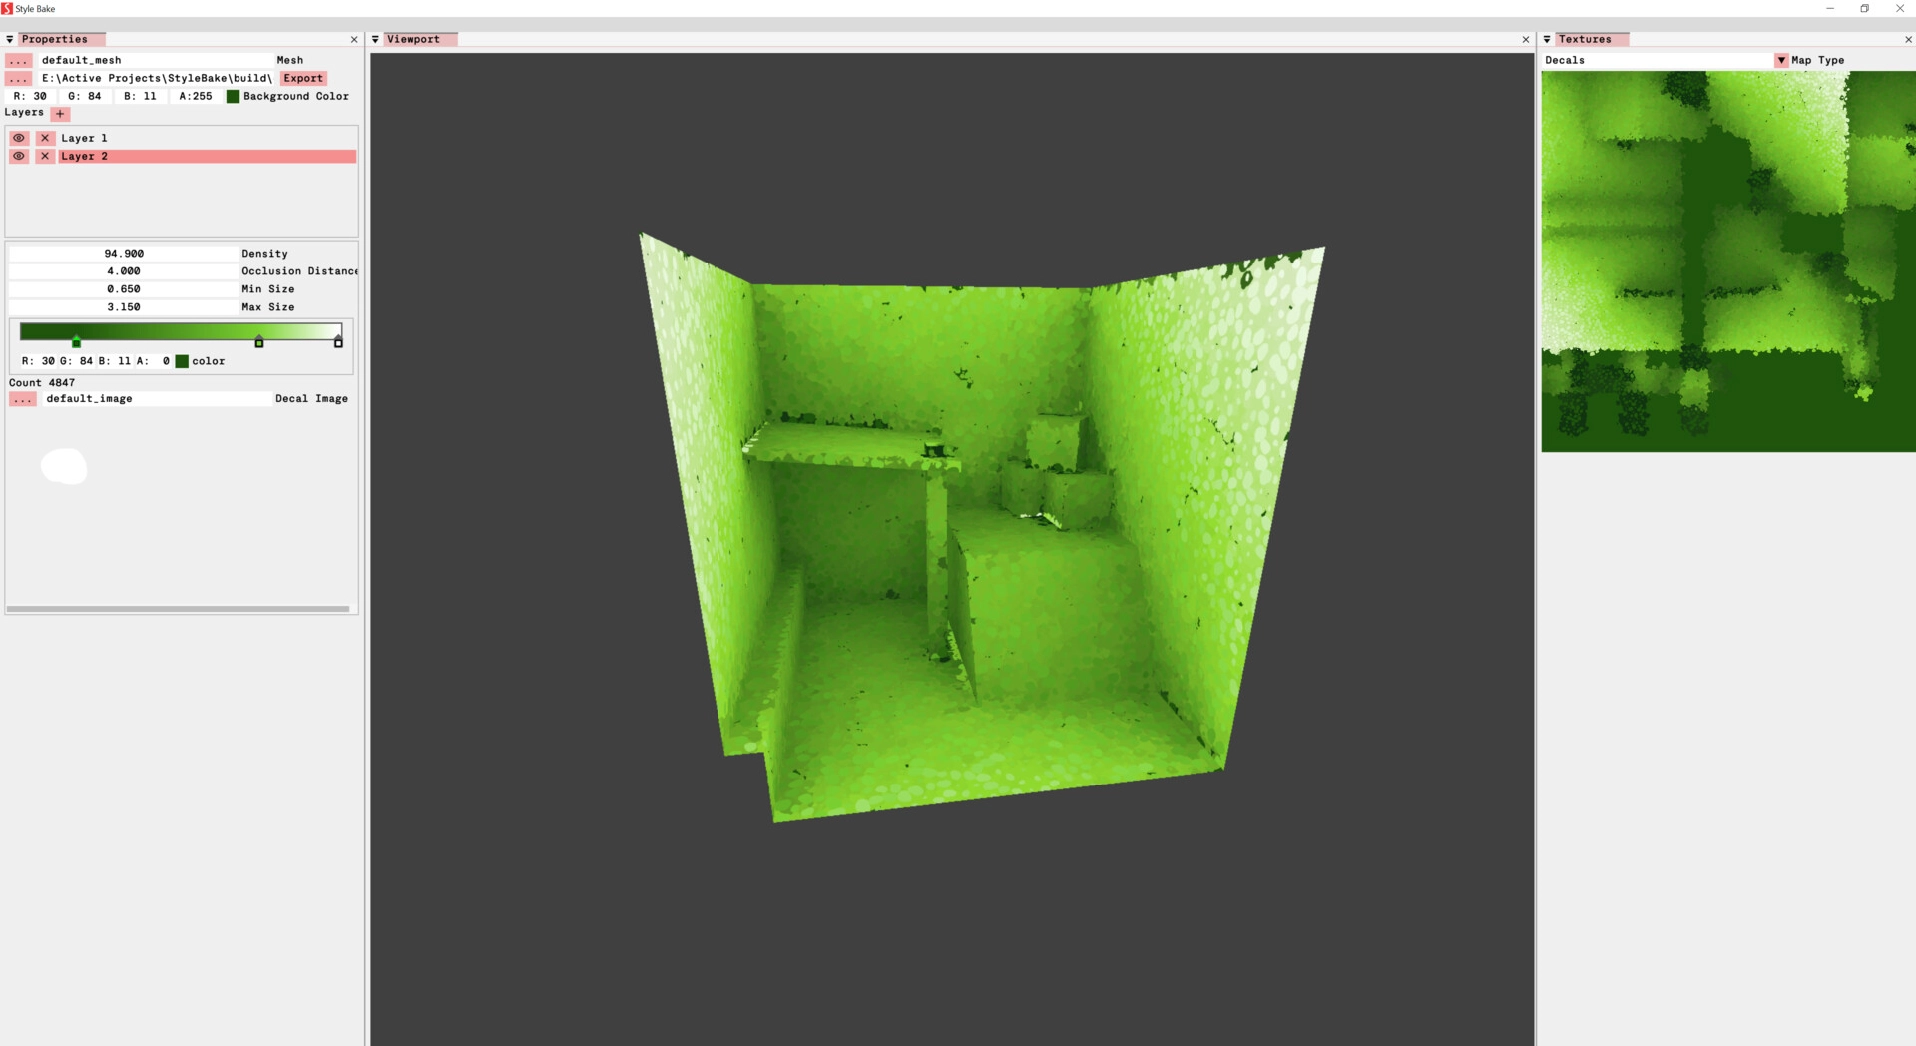 Style Bake
Properties
default_mesh Mesh
E:\Active Projects\StyleBake\build\ Export
R: 30 G: 84 B: 11 A:255 Background Color
Layers +
Layer 1
Layer 2
94.900 Density
4.000 Occlusion Distance
0.650 Min Size
3.150 Max Size
R: 30 G: 84 B: 11 A: 0 color
Count 4847
... default_image Decal Image
Viewport
Textures
Decals Map Type